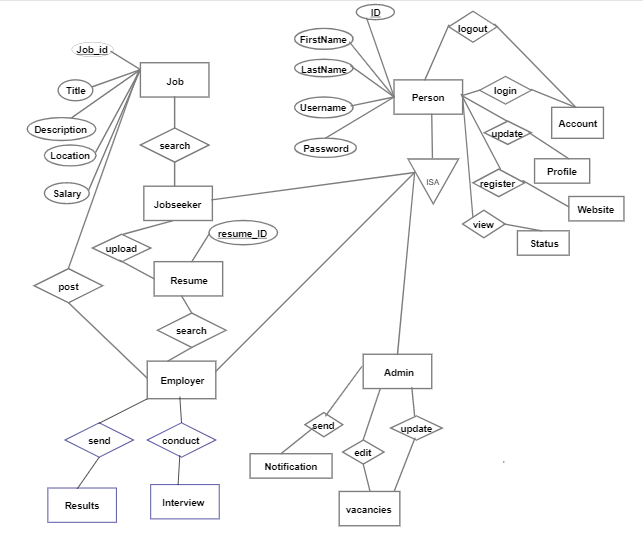 ID
logout
FirstName
Job_id
LastName
Job
Title
login
Person
Username
Account
Description
update
search
Password
Location
Profile
ISA
register
Salary
Jobseeker
Website
view
resume_ID
Status
upload
Resume
post
search
Admin
Employer
send
update
send
conduct
edit
Notification
Results
Interview
vacancies